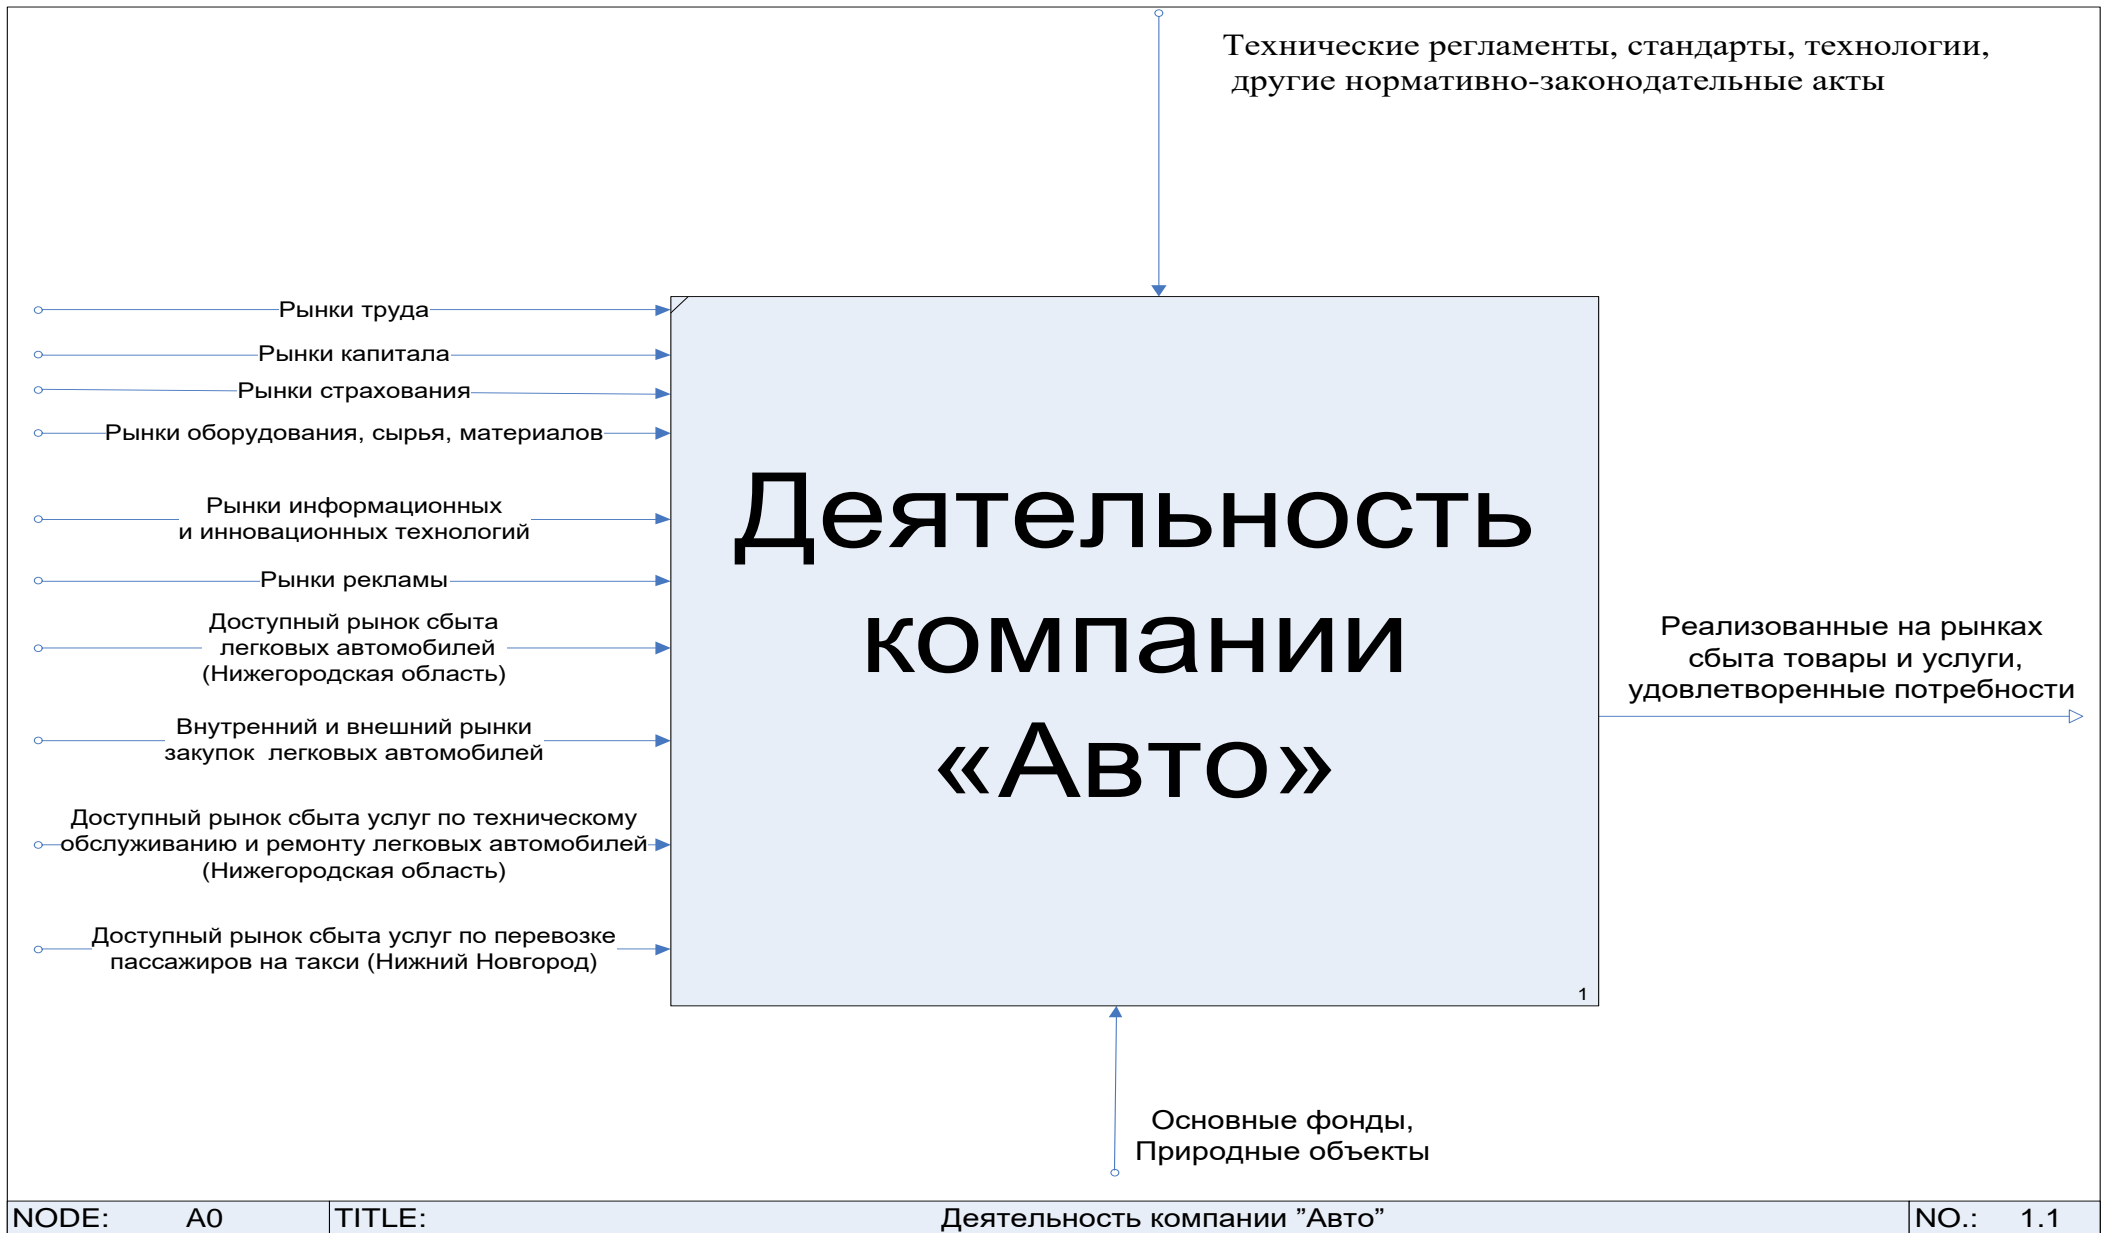 Технические регламенты, стандарты, технологии,
другие нормативно-законодательные акты
Рынки труда
Рынки капитала
Рынки страхования
Рынки оборудования, сырья, материалов
Рынки информационных
и инновационных технологий
Рынки рекламы
Доступный рынок сбыта
легковых автомобилей
(Нижегородская область)
Внутренний и внешний рынки
закупок легковых автомобилей
Доступный рынок сбыта услуг по техническому
обслуживанию и ремонту легковых автомобилей
(Нижегородская область)
Доступный рынок сбыта услуг по перевозке
пассажиров на такси (Нижний Новгород)
Деятельность
компании
«Авто»
1
Реализованные на рынках
сбыта товары и услуги,
удовлетворенные потребности
Основные фонды,
Природные объекты
NODE: A0 TITLE: Деятельность компании ”Авто” NO.: 1.1